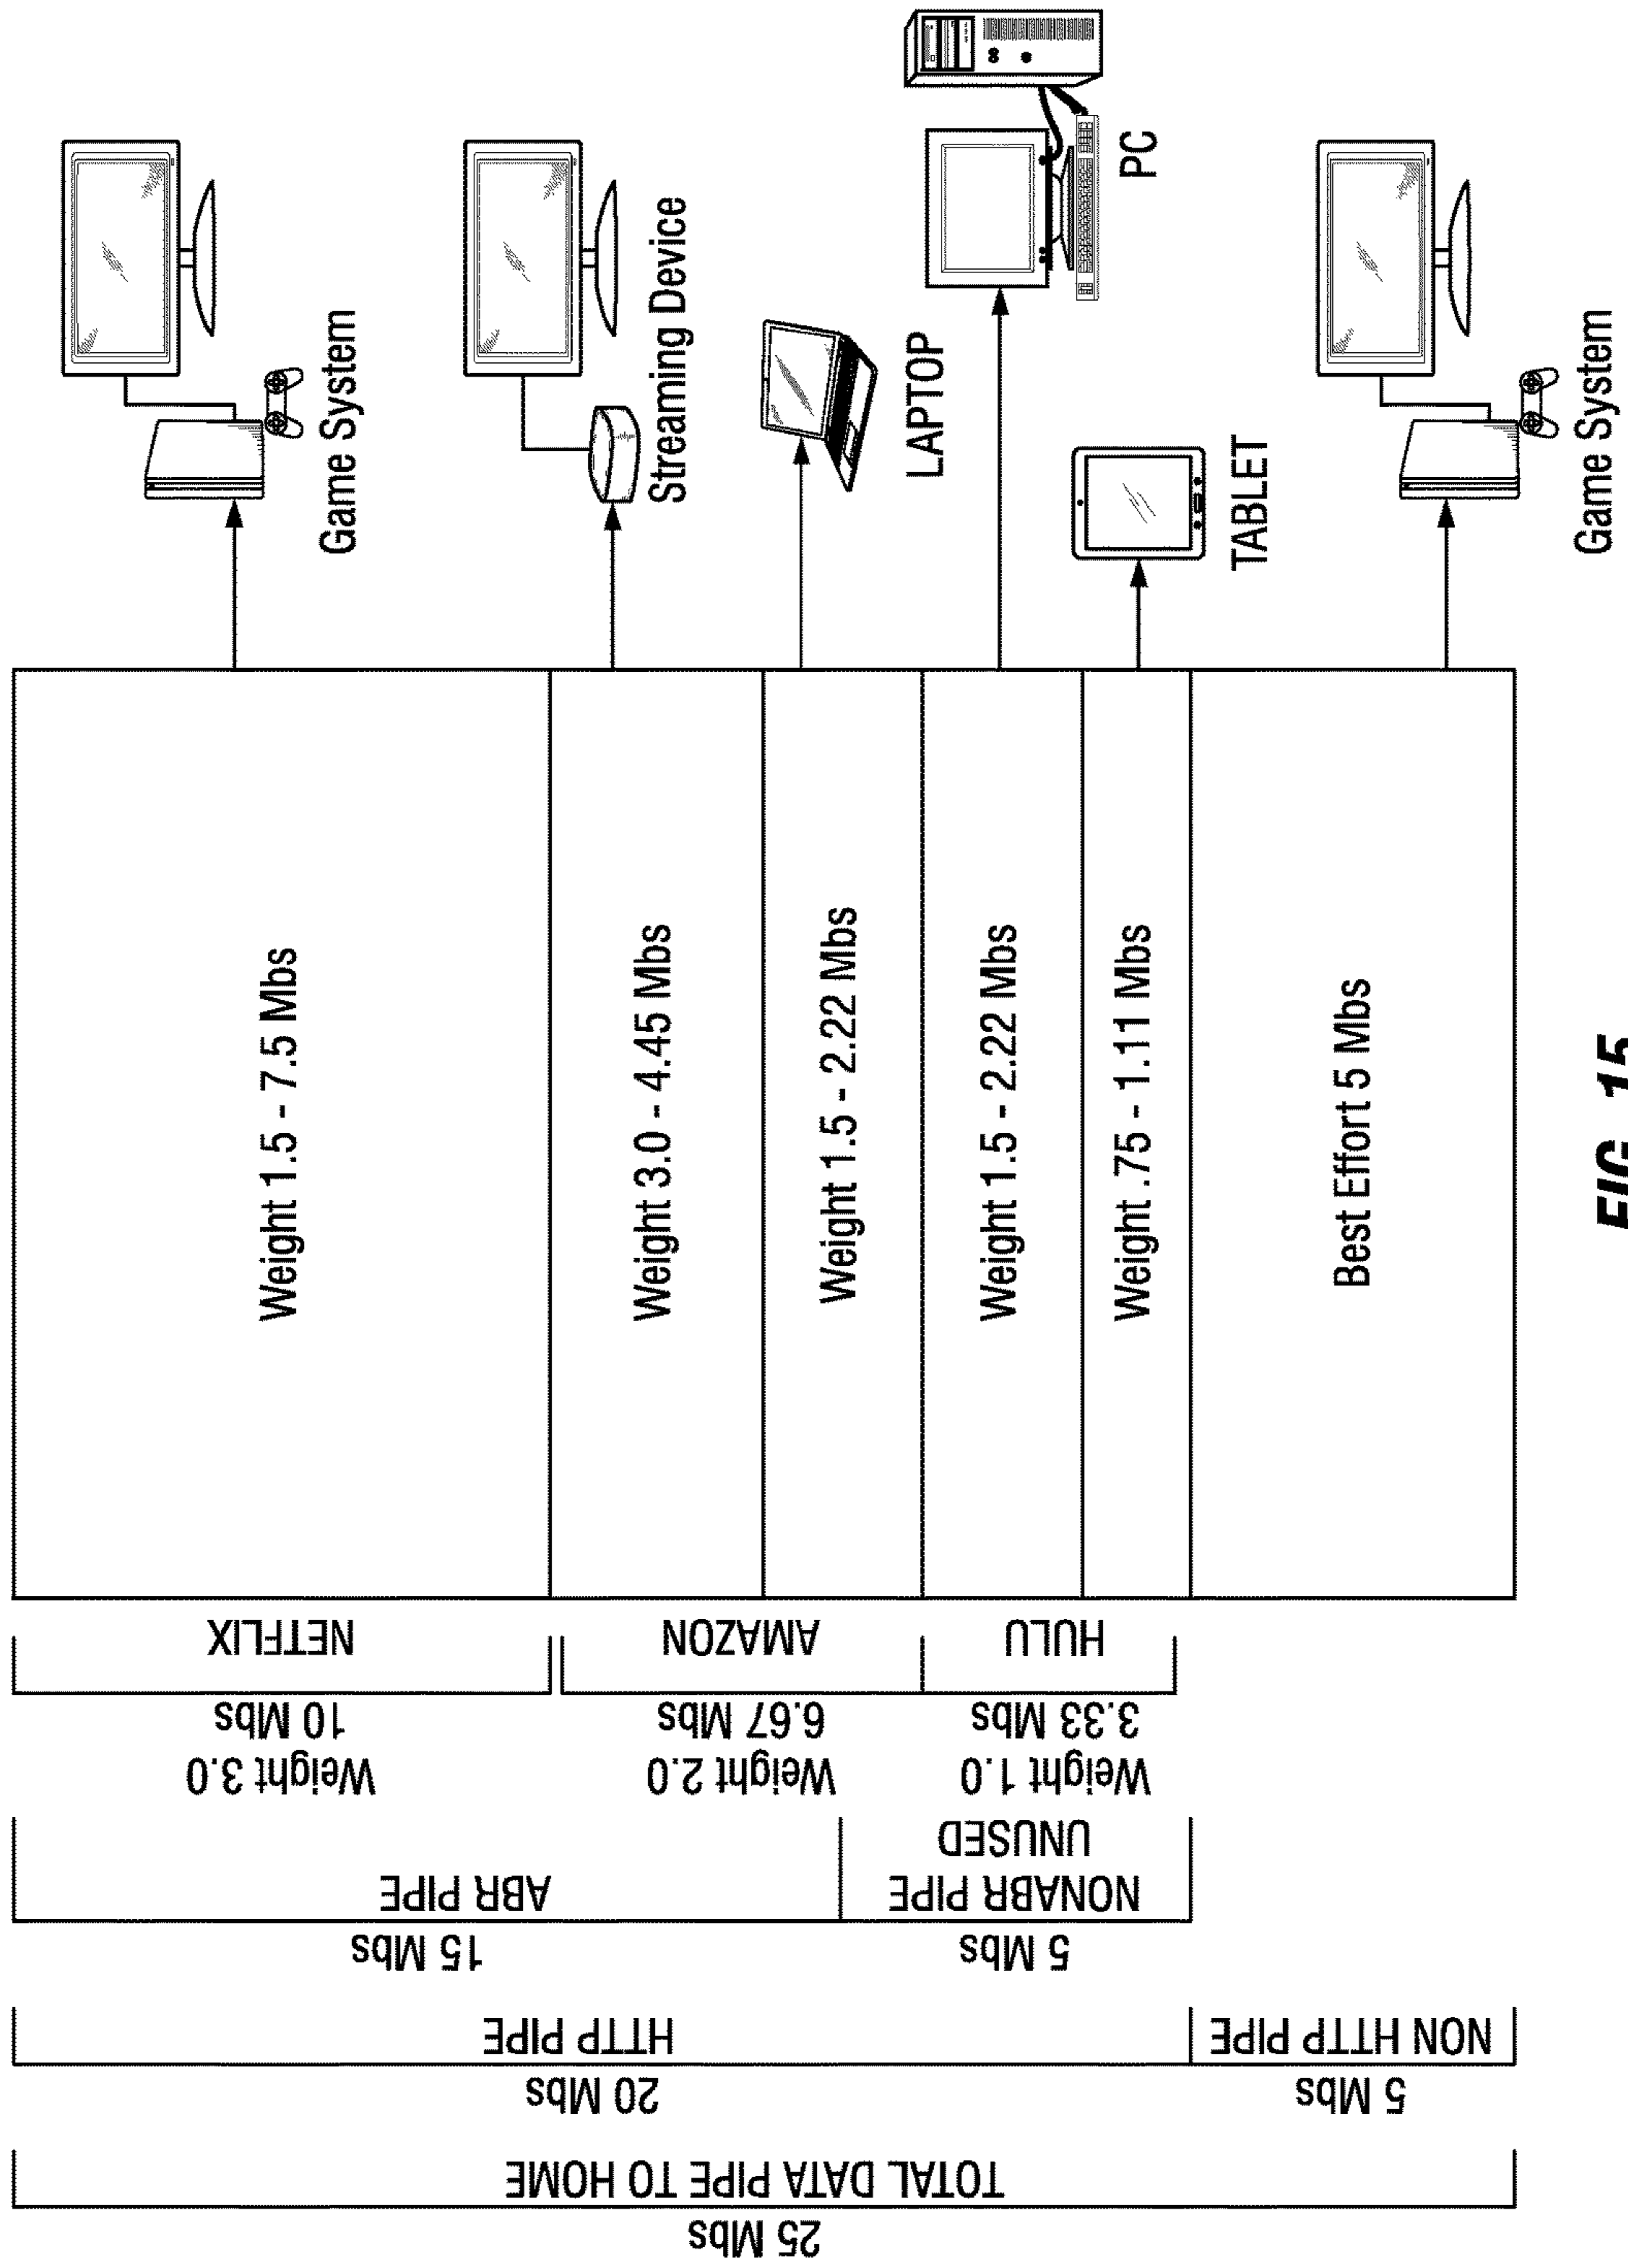 25 Mbs
TOTAL DATA PIPE TO HOME
20 Mbs
HTTP PIPE
5 Mbs
NON HTTP PIPE
15 Mbs
ABR PIPE
5 Mbs
NONABR PIPE
UNUSED
Weight 3.0
10 Mbs
NETFLIX
Weight 2.0
6.67 Mbs
AMAZON
Weight 1.0
3.33 Mbs
HULU
Weight 1.5 - 7.5 Mbs
Weight 3.0 - 4.45 Mbs
Weight 1.5 - 2.22 Mbs
Weight 1.5 - 2.22 Mbs
Weight .75 - 1.11 Mbs
Best Effort 5 Mbs
Game System
Streaming Device
LAPTOP
PC
TABLET
Game System
FIG. 15